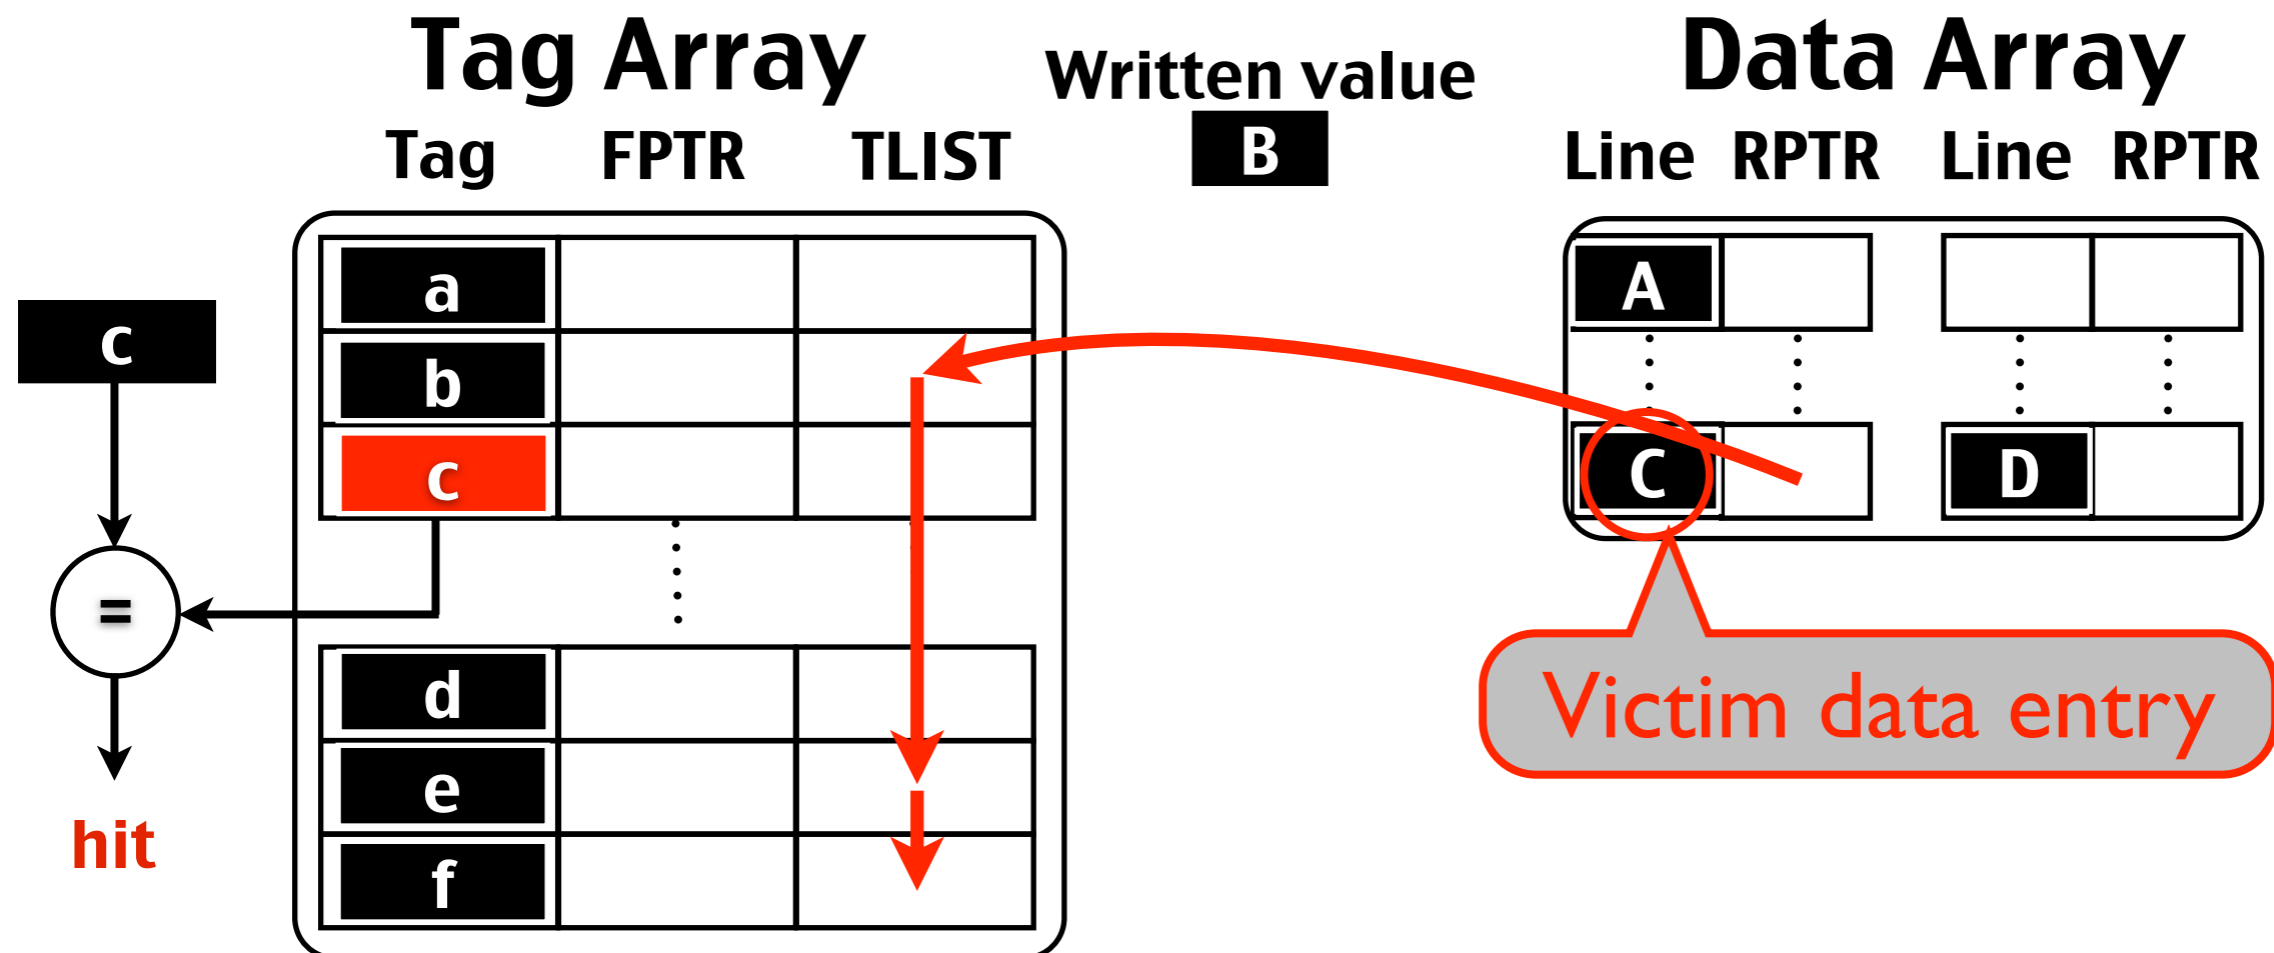 Tag Array
Written value
Data Array
Tag FPTR TLIST
B
Line RPTR Line RPTR
a
A
c
b
c
C
D
=
d
Victim data entry
e
hit
f